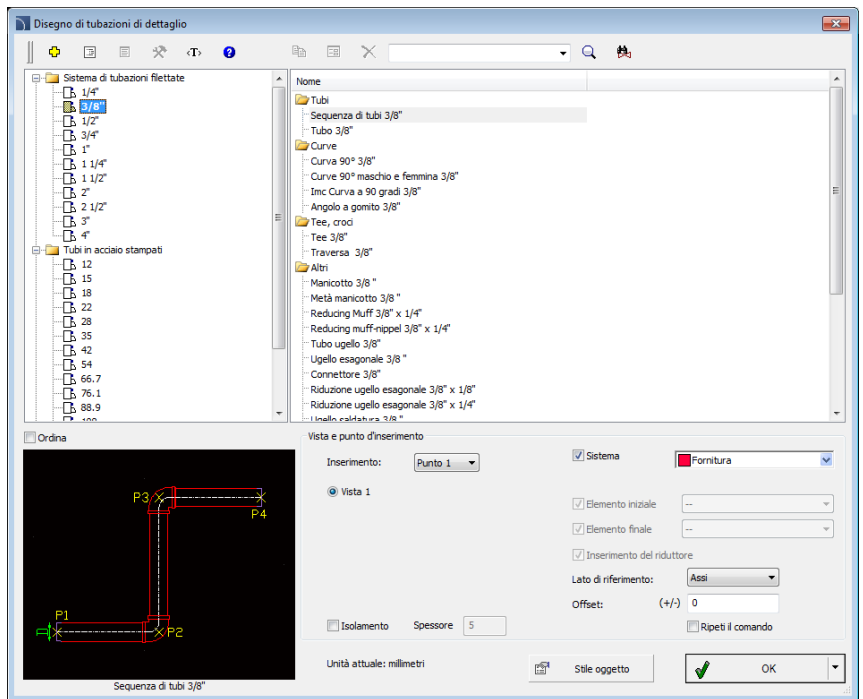 Disegno di tubazioni di dettaglio
‹T›
?
Sistema di tubazioni filettate
1/4"
3/8"
1/2"
3/4"
1"
1 1/4"
1 1/2"
2"
2 1/2"
3"
4"
Tubi in acciaio stampati
12
15
18
22
28
35
42
54
66.7
76.1
88.9
Nome
Tubi
Sequenza di tubi 3/8"
Tubo 3/8"
Curve
Curva 90° 3/8"
Curve 90° maschio e femmina 3/8"
Imc Curva a 90 gradi 3/8"
Angolo a gomito 3/8"
Tee, croci
Tee 3/8"
Traversa  3/8"
Altri
Manicotto 3/8 "
Metà manicotto 3/8 "
Reducing Muff 3/8" x 1/4"
Reducing muff-nippel 3/8" x 1/4"
Tubo ugello 3/8"
Ugello esagonale 3/8 "
Connettore 3/8"
Riduzione ugello esagonale 3/8" x 1/8"
Riduzione ugello esagonale 3/8" x 1/4"
Ugello saldatura 3/8 "
Ordina
P3
P4
P1
P2
Sequenza di tubi 3/8"
Vista e punto d'inserimento
Inserimento: Punto 1
Vista 1
Isolamento Spessore 5
Sistema Fornitura
Elemento iniziale --
Elemento finale --
Inserimento del riduttore
Lato di riferimento: Assi
Offset: (+/-) 0
Ripeti il comando
Unità attuale: millimetri
Stile oggetto
OK